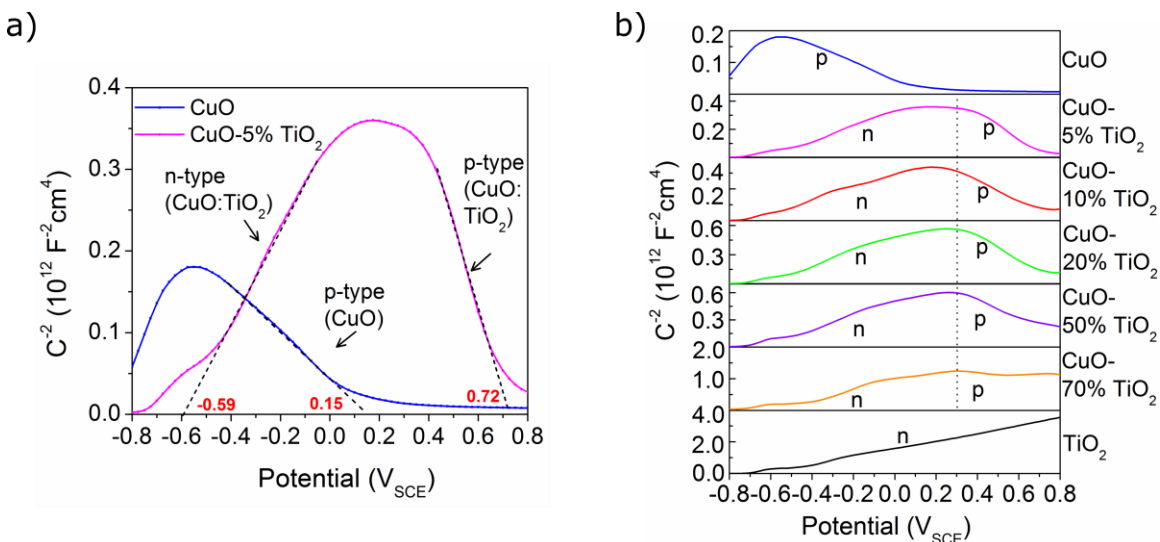 a)
0.4
0.3
0.2
0.1
0.0
C⁻² (10¹² F⁻²cm⁴)
CuO
CuO-5% TiO₂
n-type
(CuO:TiO₂)
p-type
(CuO:
TiO₂)
p-type
(CuO)
-0.59
0.15
0.72
-0.8 -0.6 -0.4 -0.2 0.0 0.2 0.4 0.6 0.8
Potential (V_SCE)
b)
C⁻² (10¹² F⁻²cm⁴)
0.2
0.1
p
CuO
0.4
0.2
n
p
CuO-
5% TiO₂
0.4
0.2
n
p
CuO-
10% TiO₂
0.6
0.3
n
p
CuO-
20% TiO₂
0.6
0.3
n
p
CuO-
50% TiO₂
2.0
1.0
n
p
CuO-
70% TiO₂
4.0
2.0
0.0
n
TiO₂
-0.8 -0.6 -0.4 -0.2 0.0 0.2 0.4 0.6 0.8
Potential (V_SCE)